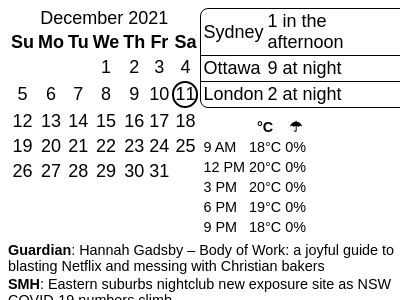 December 2021
Su Mo Tu We Th Fr Sa
1 2 3 4
5 6 7 8 9 10 11
12 13 14 15 16 17 18
19 20 21 22 23 24 25
26 27 28 29 30 31
Sydney 1 in the
afternoon
Ottawa 9 at night
London 2 at night
°C ☂
9 AM 18°C 0%
12 PM 20°C 0%
3 PM 20°C 0%
6 PM 19°C 0%
9 PM 18°C 0%
Guardian: Hannah Gadsby – Body of Work: a joyful guide to
blasting Netflix and messing with Christian bakers
SMH: Eastern suburbs nightclub new exposure site as NSW
COVID-19 numbers climb